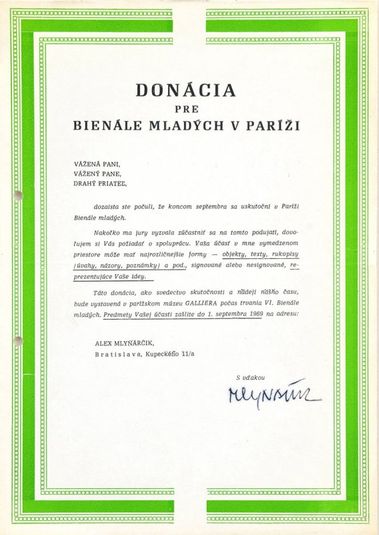 DONÁCIA
PRE
BIENÁLE MLADÝCH V PARÍŽI
VÁŽENÁ PANI,
VÁŽENÝ PANE,
DRAHÝ PRIATEĽ,
dozaista ste počuli, že koncom septembra sa uskutoční v Paríži
Bienále mladých.
Nakoľko ma jury vyzvala zúčastniť sa na tomto podujatí, dovo-
ľujem si Vás požiadať o spoluprácu. Vaša účasť v mne vymedzenom
priestore môže mať najrozličnejšie formy — objekty, texty, rukopisy
(úvahy, názory, poznámky) a pod., signované alebo nesignované, re-
prezentujúce Vaše idey.
Táto donácia, ako svedectvo skutočnosti a nádejí nášho času,
bude vystavená v parížskom múzeu GALLIÉRA počas trvania VI. Bienále
mladých. Predmety Vašej účasti zašlite do 1. septembra 1969 na adresu:
ALEX MLYNÁRČIK,
Bratislava, Kupeckého 11/a
S vďakou